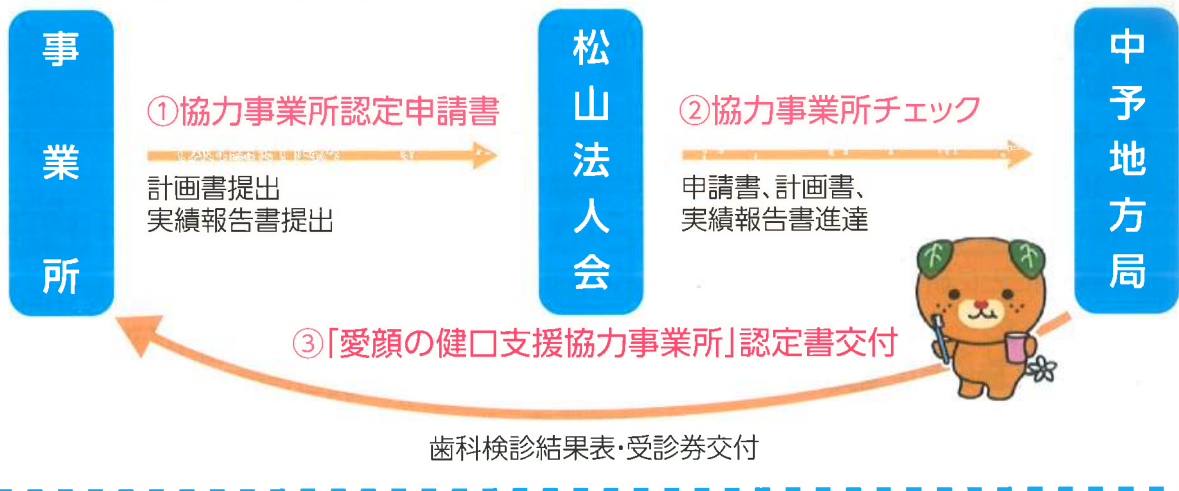 事業所
①協力事業所認定申請書
計画書提出
実績報告書提出
松山法人会
②協力事業所チェック
申請書、計画書、
実績報告書進達
中予地方局
③「愛顔の健口支援協力事業所」認定書交付
歯科検診結果表・受診券交付